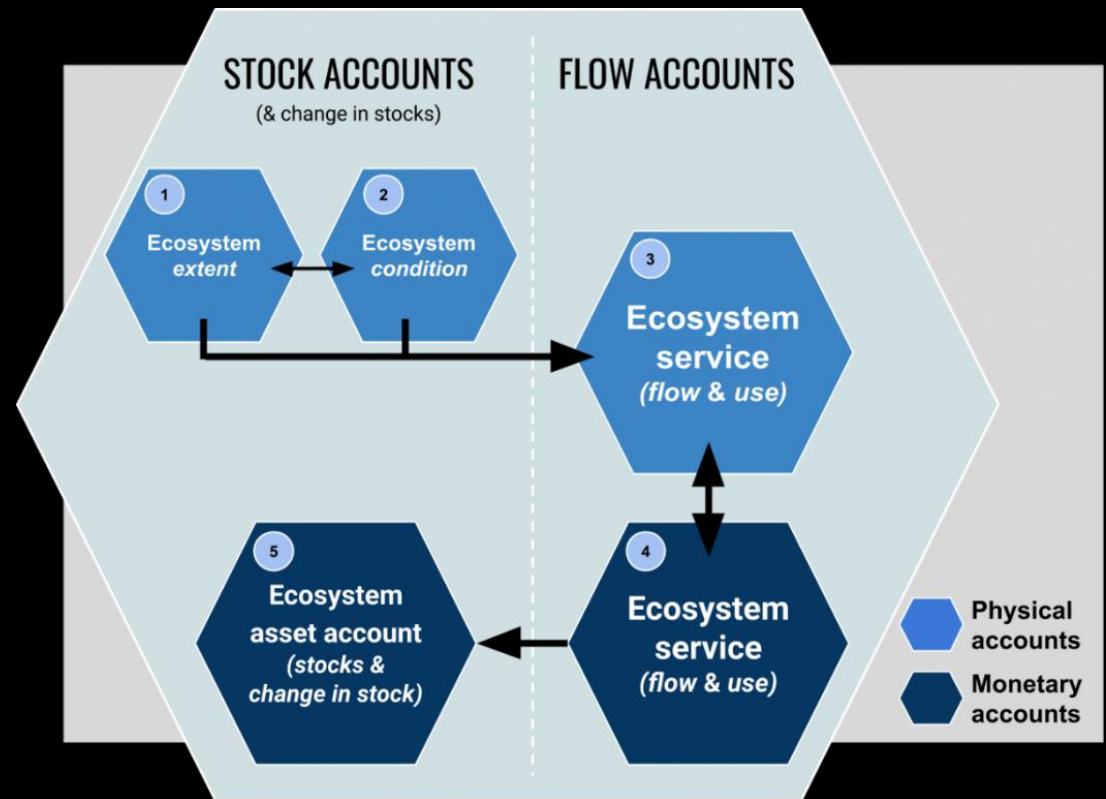 STOCK ACCOUNTS
(& change in stocks)
FLOW ACCOUNTS
1
Ecosystem
extent
2
Ecosystem
condition
3
Ecosystem
service
(flow & use)
4
Ecosystem
service
(flow & use)
5
Ecosystem
asset account
(stocks &
change in stock)
Physical
accounts
Monetary
accounts